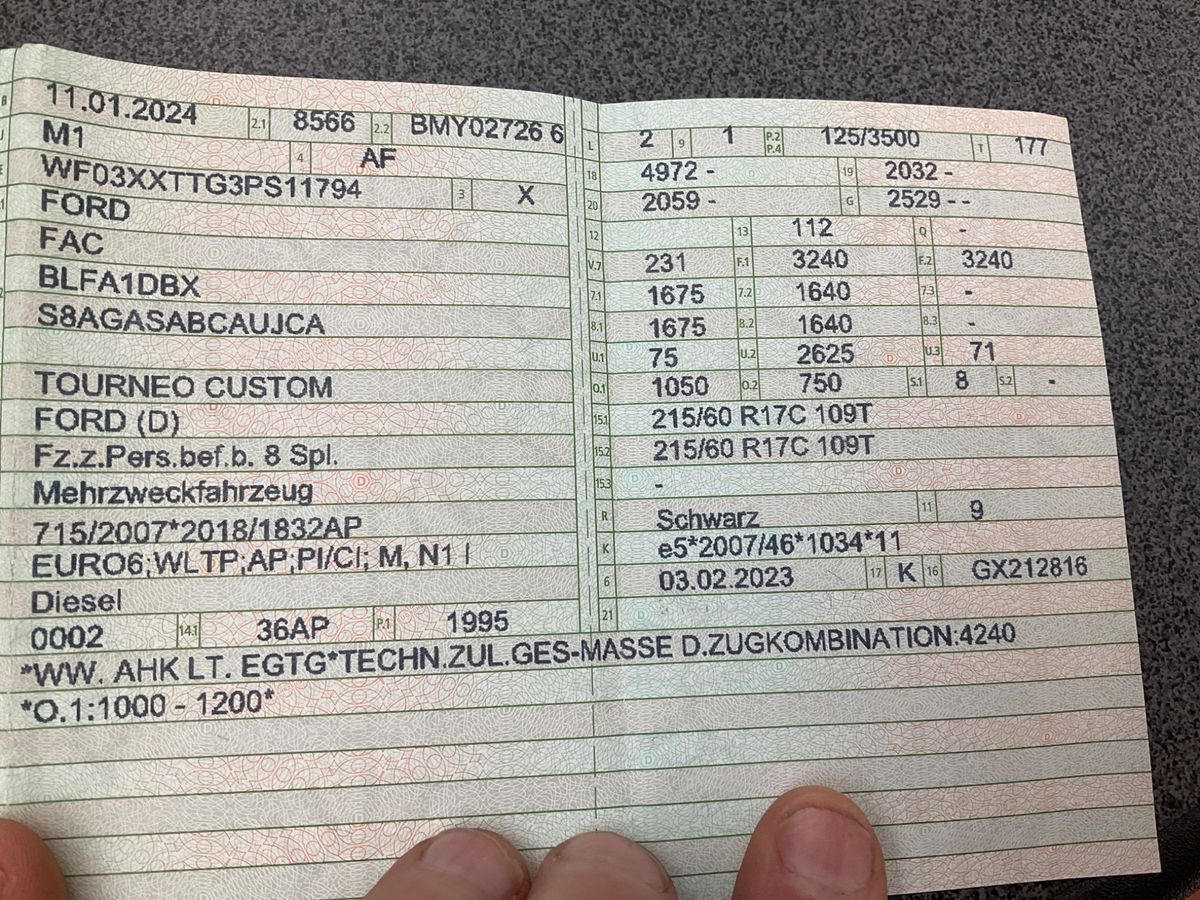 B 11.01.2024 2.1 8566 2.2 BMY02726 6
J M1 4 AF
E WF03XXTTG3PS11794 3 X
FORD
FAC
BLFA1DBX
S8AGASABCAUJCA
TOURNEO CUSTOM
FORD (D)
Fz.z.Pers.bef.b. 8 Spl.
Mehrzweckfahrzeug
715/2007*2018/1832AP
EURO6;WLTP;AP;PI/CI; M, N1 I
Diesel
0002 14.1 36AP P.1 1995
L 2 9 1 P.2 P.4 125/3500 T 177
18 4972 - 19 2032 -
20 2059 - G 2529 - -
12 13 112 Q -
V.7 231 F.1 3240 F.2 3240
7.1 1675 7.2 1640 7.3 -
8.1 1675 8.2 1640 8.3 -
U.1 75 U.2 2625 U.3 71
O.1 1050 O.2 750 S.1 8 S.2 -
15.1 215/60 R17C 109T
15.2 215/60 R17C 109T
15.3 -
R Schwarz 11 9
K e5*2007/46*1034*11
6 03.02.2023 17 K 16 GX212816
21
*WW. AHK LT. EGTG*TECHN.ZUL.GES-MASSE D.ZUGKOMBINATION:4240
*O.1:1000 - 1200*